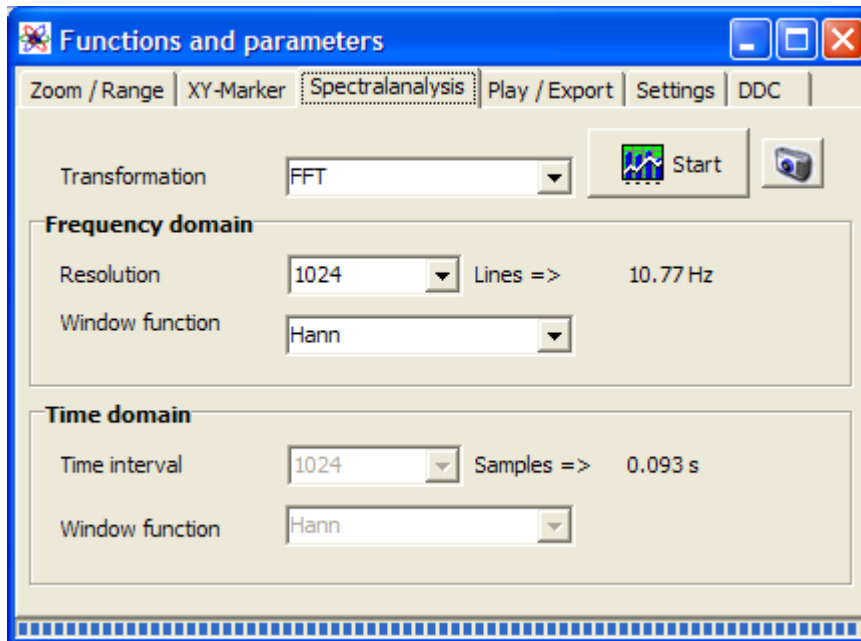 Functions and parameters
Zoom / Range XY-Marker Spectralanalysis Play / Export Settings DDC
Transformation FFT Start
Frequency domain
Resolution 1024 Lines => 10.77 Hz
Window function Hann
Time domain
Time interval 1024 Samples => 0.093 s
Window function Hann